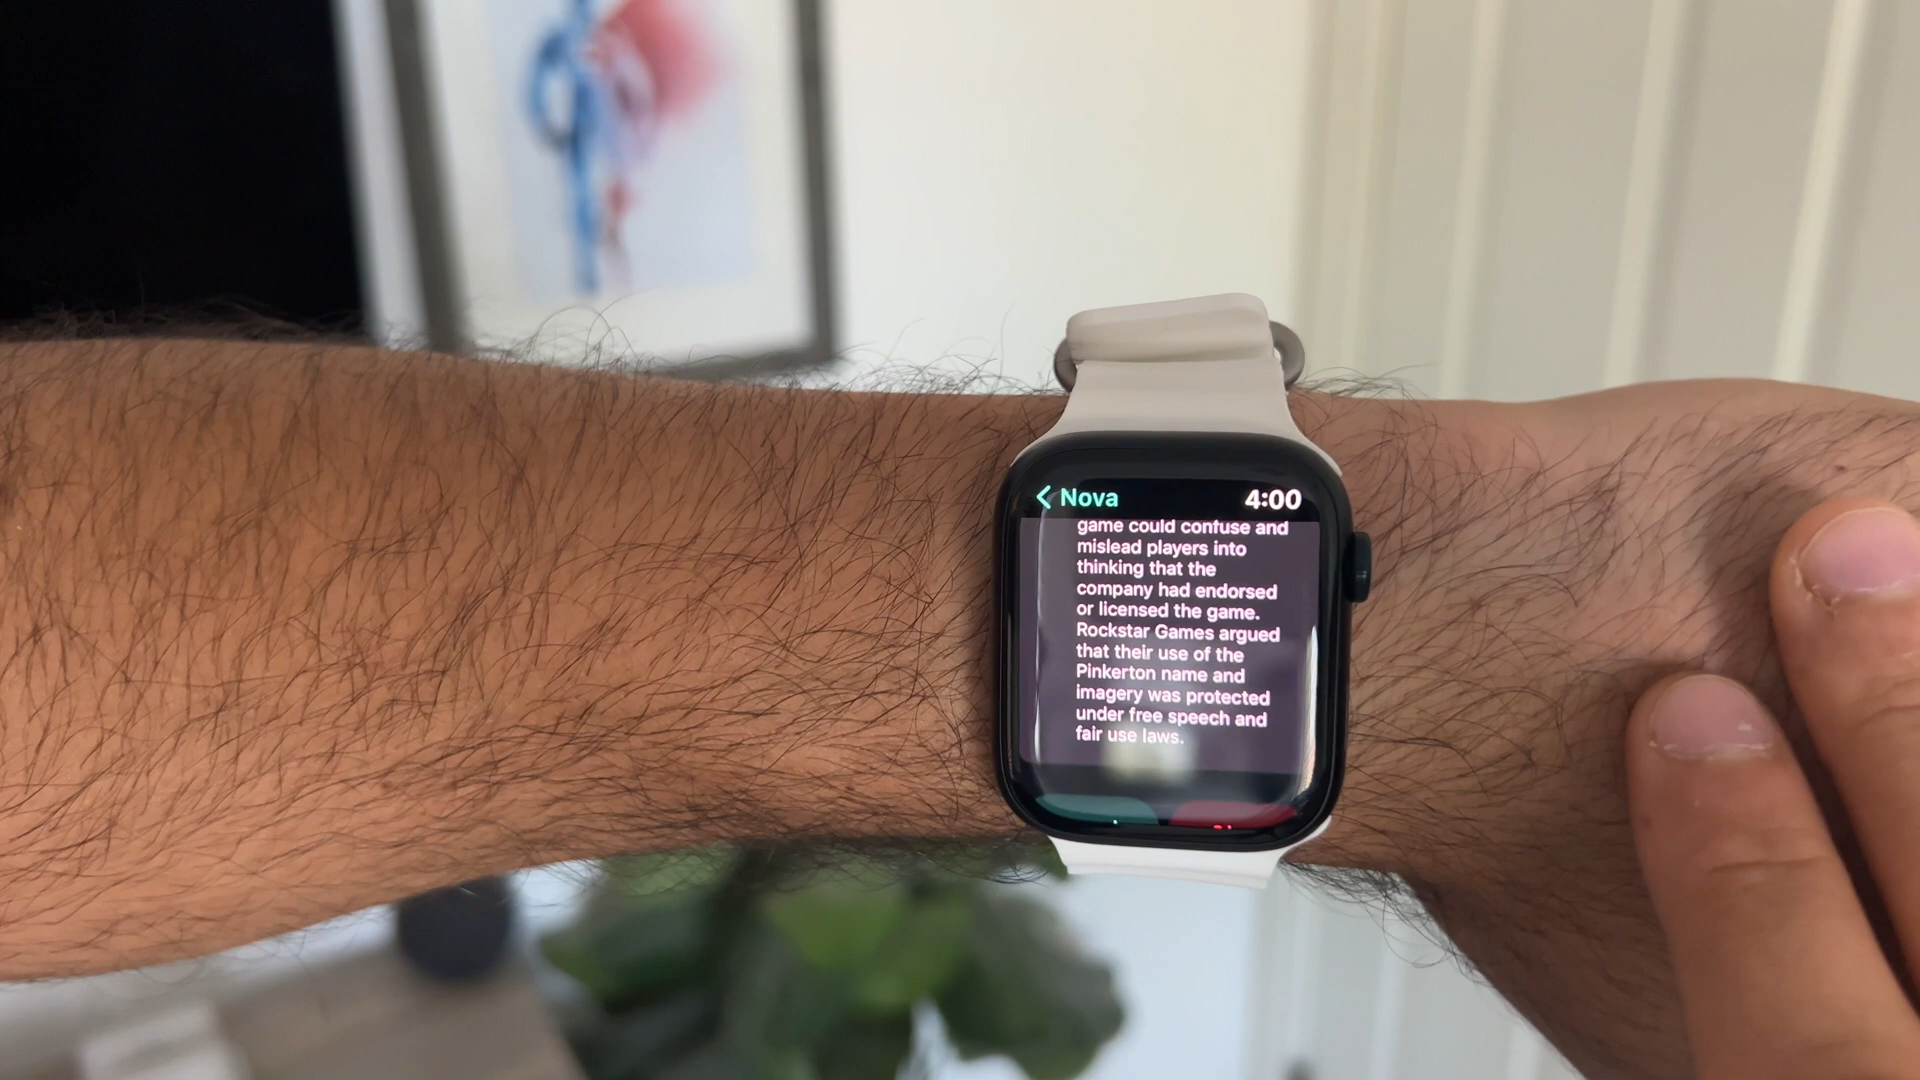 Nova 4:00
game could confuse and
mislead players into
thinking that the
company had endorsed
or licensed the game.
Rockstar Games argued
that their use of the
Pinkerton name and
imagery was protected
under free speech and
fair use laws.